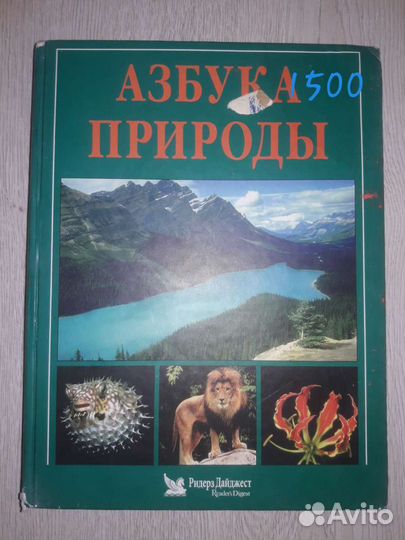 АЗБУКА 1500
ПРИРОДЫ
Ридерз Дайджест
Reader's Digest
Avito